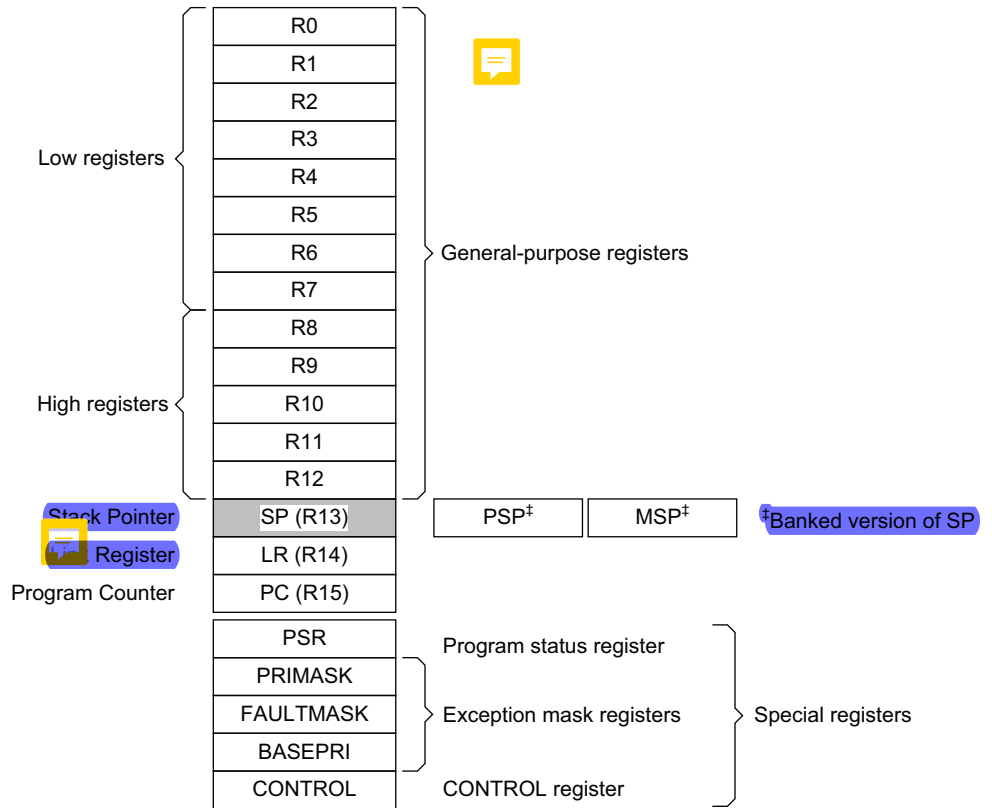 R0
R1
R2
R3
Low registers
R4
R5
R6
General-purpose registers
R7
R8
R9
High registers
R10
R11
R12
Stack Pointer SP (R13) PSP‡ MSP‡ ‡Banked version of SP
Link Register LR (R14)
Program Counter PC (R15)
PSR Program status register
PRIMASK
FAULTMASK Exception mask registers Special registers
BASEPRI
CONTROL CONTROL register